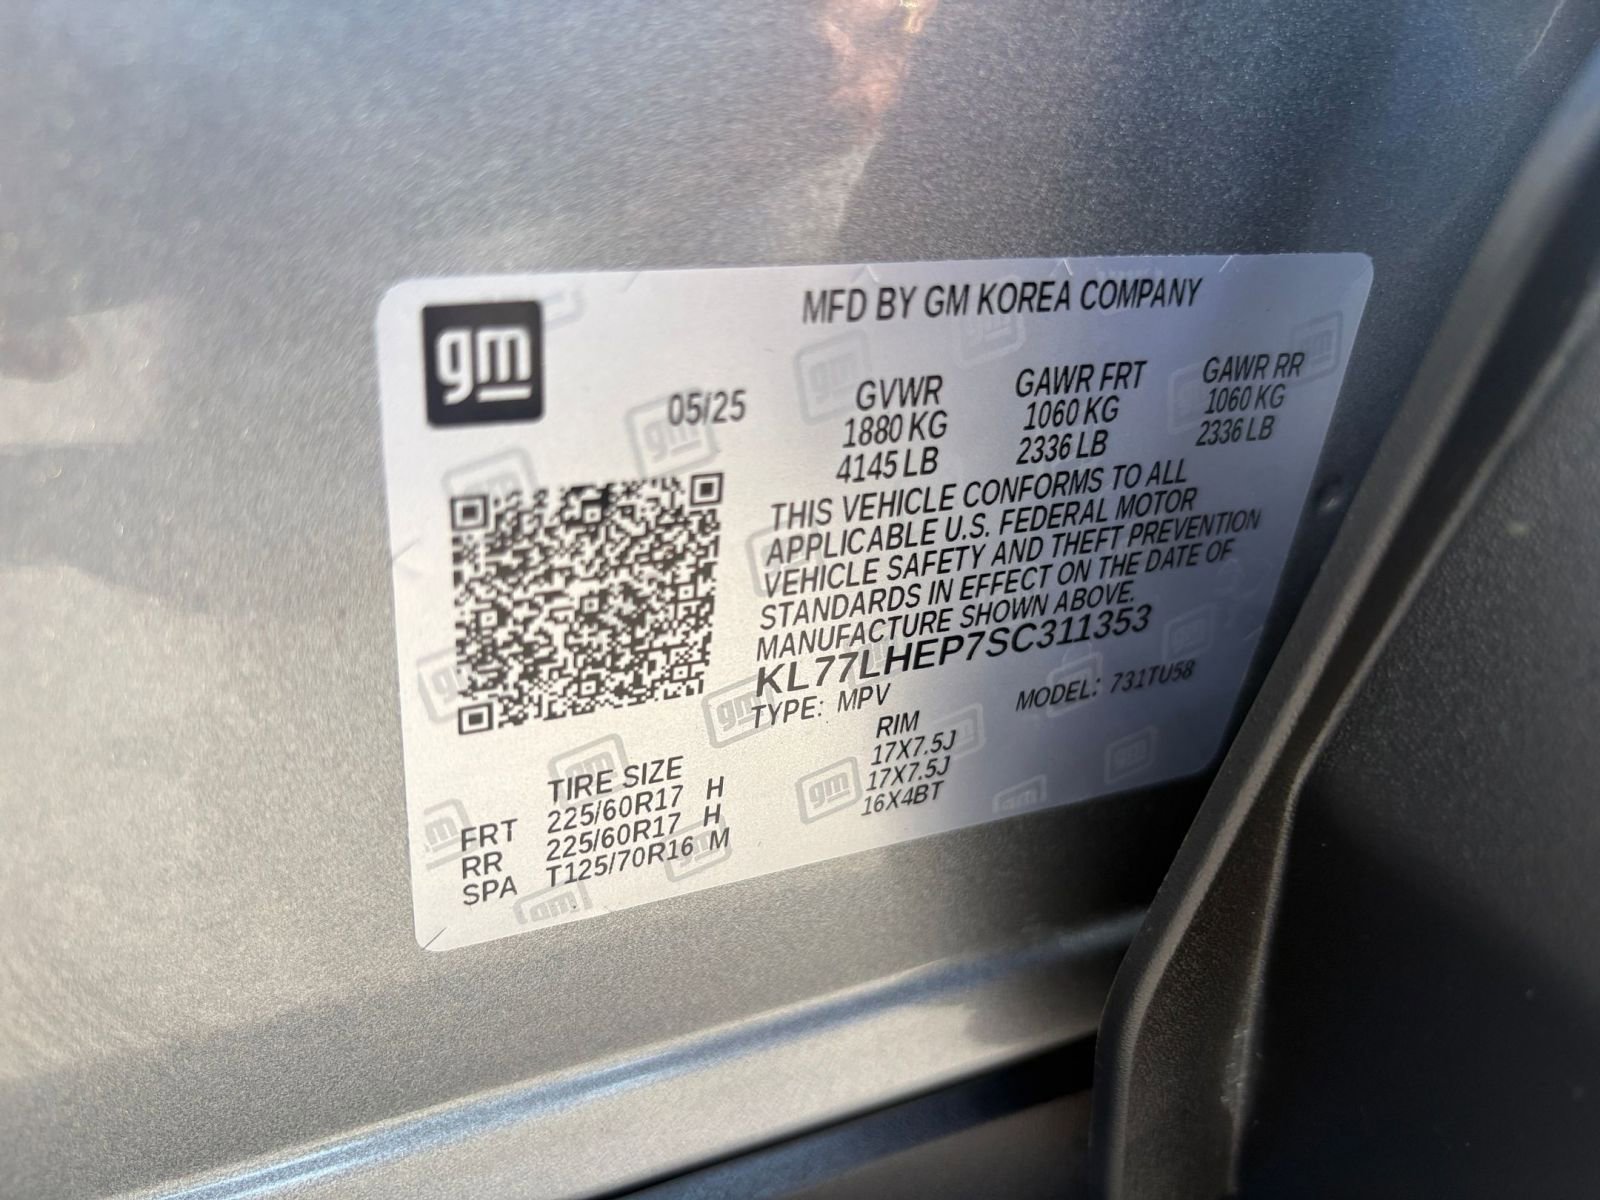 gm
MFD BY GM KOREA COMPANY
05/25
GVWR GAWR FRT GAWR RR
1880 KG 1060 KG 1060 KG
4145 LB 2336 LB 2336 LB
THIS VEHICLE CONFORMS TO ALL
APPLICABLE U.S. FEDERAL MOTOR
VEHICLE SAFETY AND THEFT PREVENTION
STANDARDS IN EFFECT ON THE DATE OF
MANUFACTURE SHOWN ABOVE.
KL77LHEP7SC311353
TYPE: MPV MODEL: 731TU58
TIRE SIZE RIM
FRT 225/60R17 H 17X7.5J
RR 225/60R17 H 17X7.5J
SPA T125/70R16 M 16X4BT